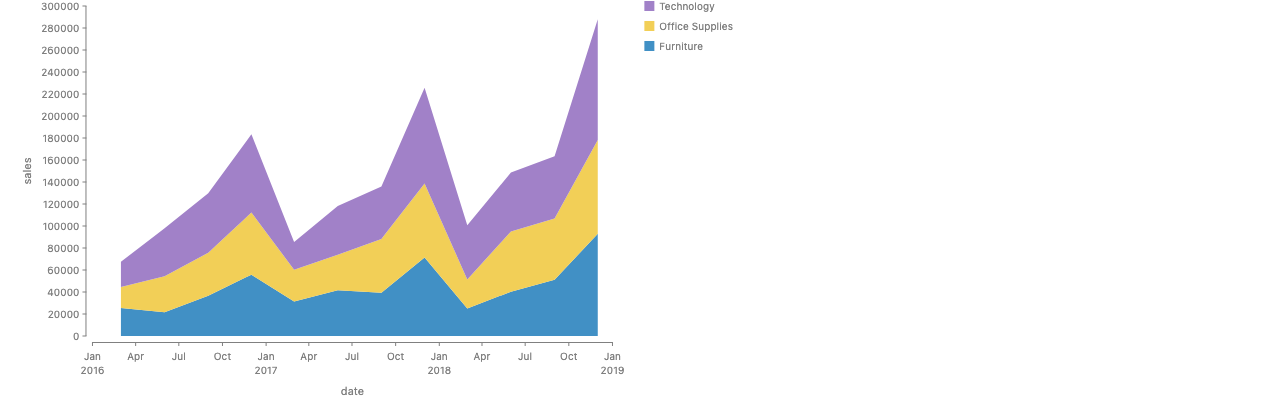 300000
280000
260000
240000
220000
200000
180000
160000
140000
120000
100000
80000
60000
40000
20000
0
sales
Jan Apr Jul Oct Jan Apr Jul Oct Jan Apr Jul Oct Jan
2016 2017 2018 2019
date
Technology
Office Supplies
Furniture